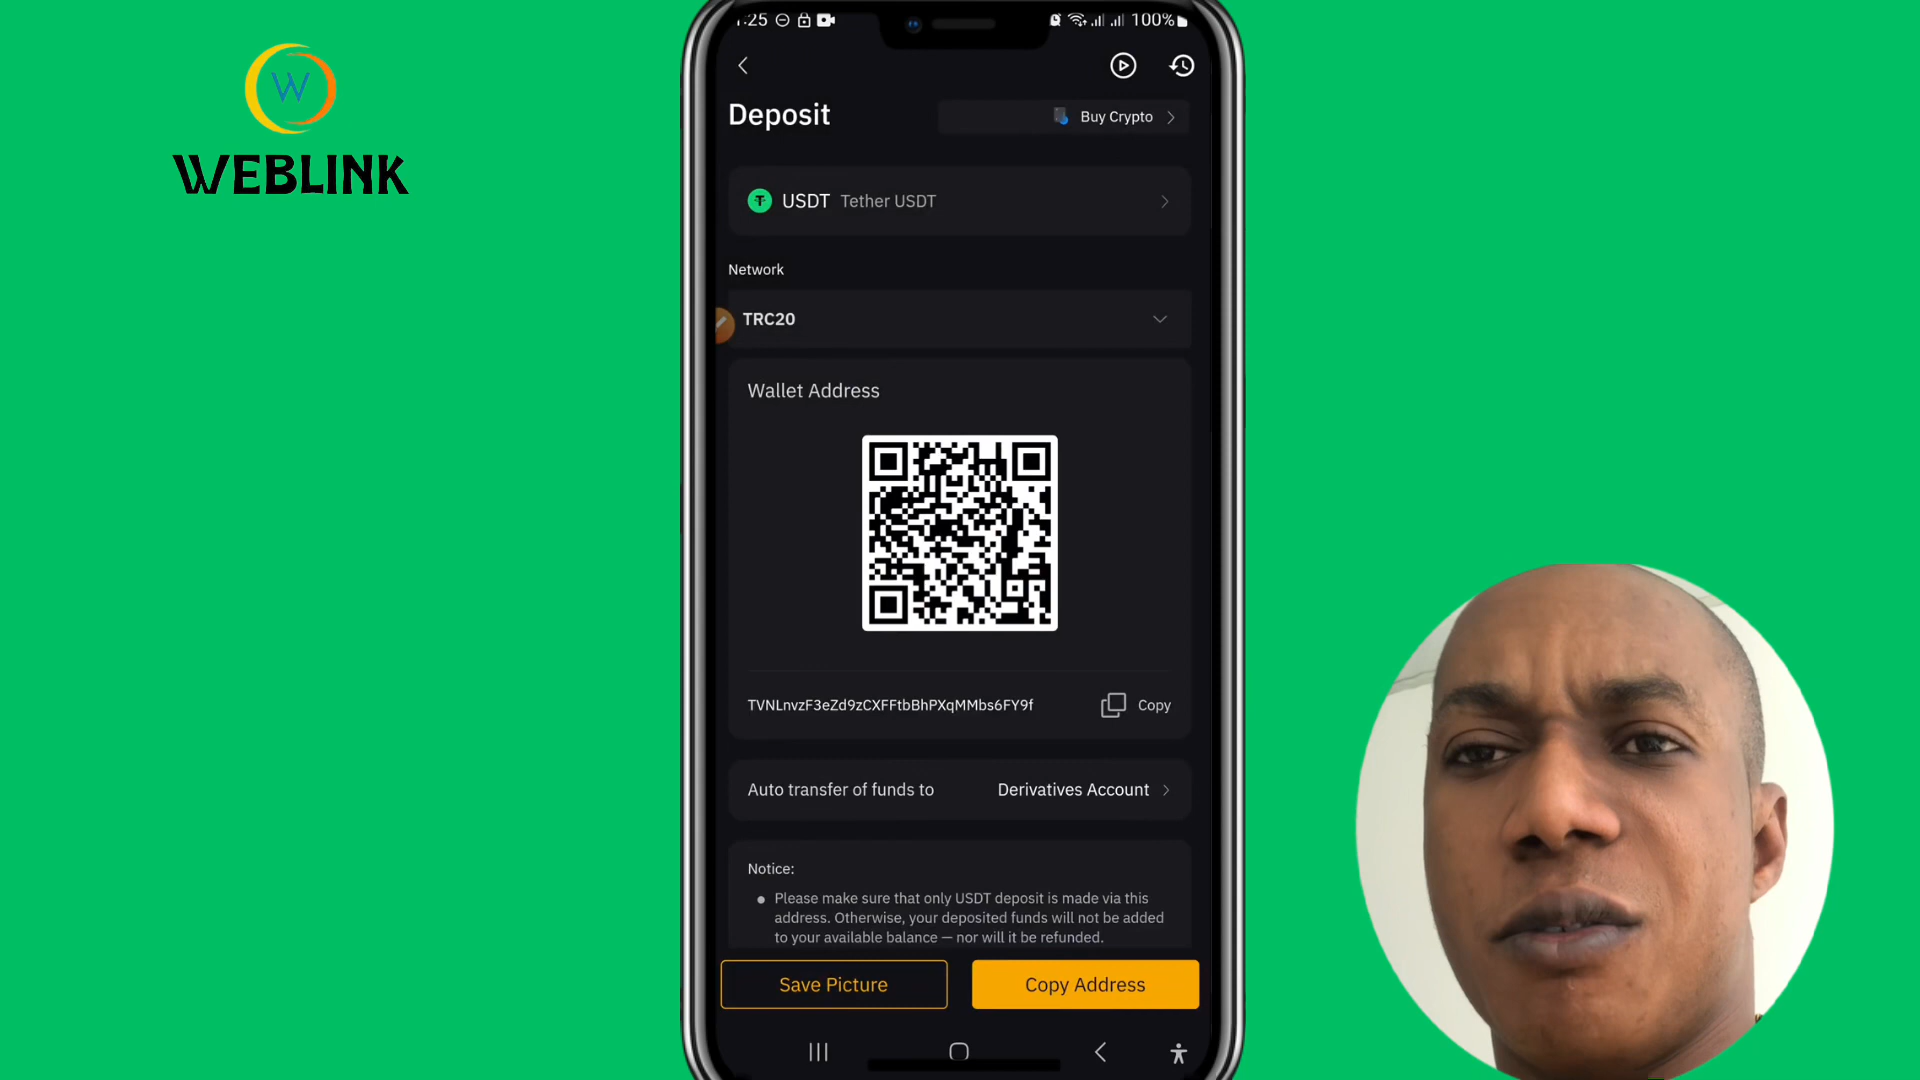 W
WEBLINK
:25
100%
Deposit
Buy Crypto
USDT Tether USDT
Network
TRC20
Wallet Address
TVNLnvzF3eZd9zCXFFtbBhPXqMMbs6FY9f
Copy
Auto transfer of funds to
Derivatives Account
Notice:
Please make sure that only USDT deposit is made via this
address. Otherwise, your deposited funds will not be added
to your available balance — nor will it be refunded.
Save Picture
Copy Address